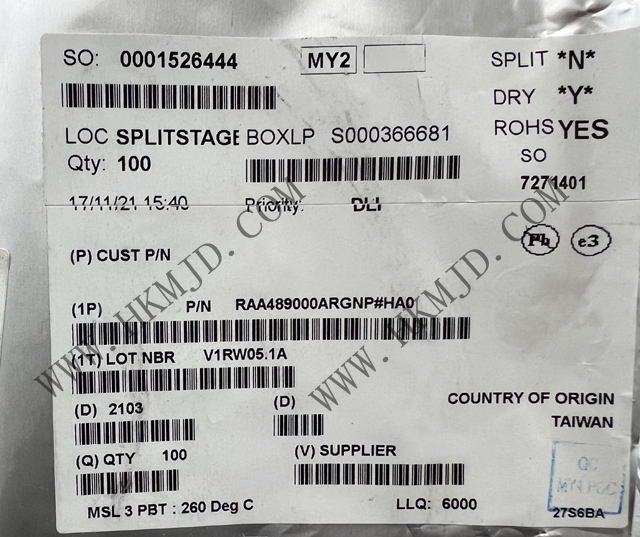 SO: 0001526444 MY2 SPLIT *N*
DRY *Y*
LOC SPLITSTAGE BOXLP S000366681 ROHS YES
Qty: 100 SO
7271401
17/11/21 15:40 Priority: DLI
Pb e3
(P) CUST P/N
(1P) P/N RAA489000ARGNP#HA0
(1T) LOT NBR V1RW05.1A
COUNTRY OF ORIGIN
(D) 2103 (D)
TAIWAN
(Q) QTY 100 (V) SUPPLIER
QC
MSL 3 PBT : 260 Deg C LLQ: 6000 27S6BA
WWW.HKMJD.COM
WWW.HKMJD.COM